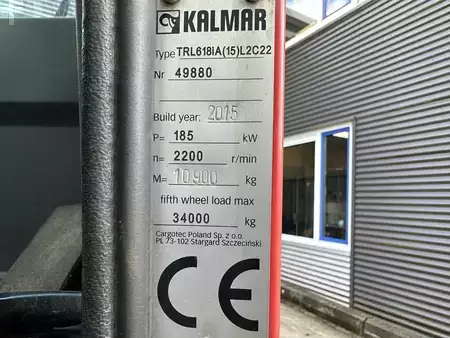 KALMAR
Type TRL618iA(15)L2C22
Nr 49880
Build year: 2015
P= 185 kW
n= 2200 r/min
M= 10900 kg
fifth wheel load max
34000 kg
Cargotec Poland Sp. z o.o.
PL 73-102 Stargard Szczeciński
CE